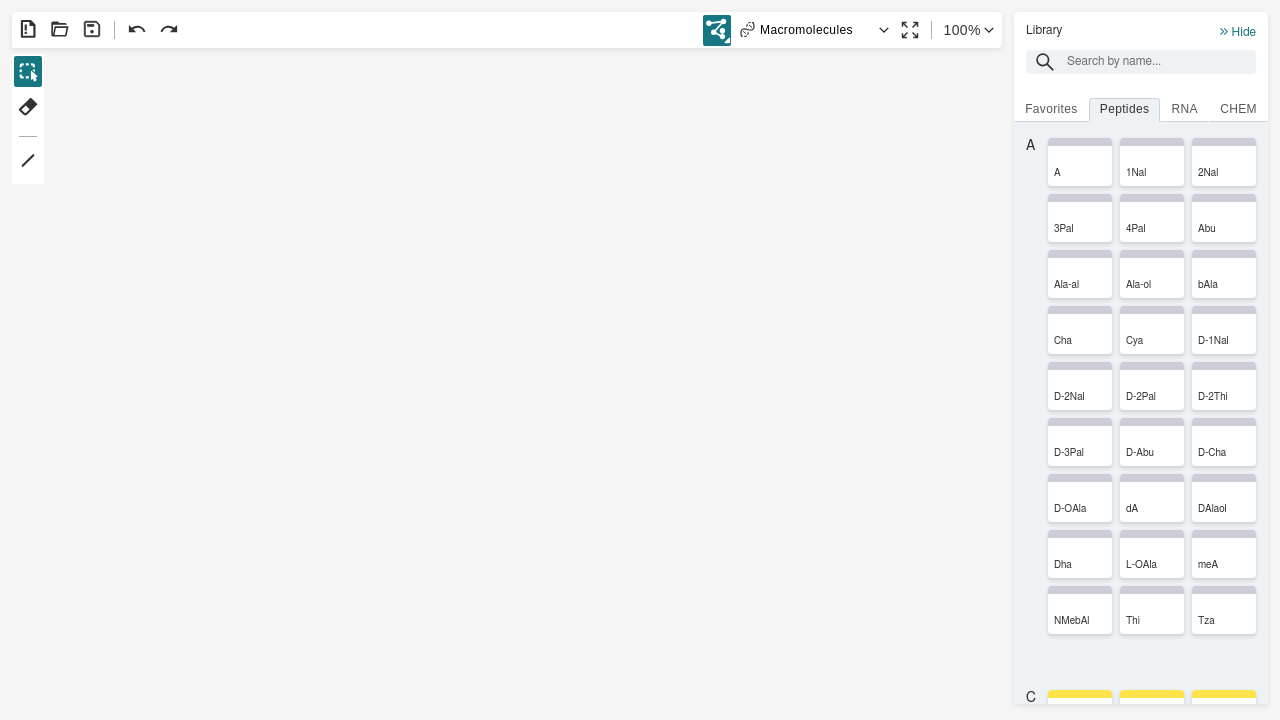 Macromolecules
100%
Library
Hide
Search by name...
Favorites Peptides RNA CHEM
A
A 1Nal 2Nal
3Pal 4Pal Abu
Ala-al Ala-ol bAla
Cha Cya D-1Nal
D-2Nal D-2Pal D-2Thi
D-3Pal D-Abu D-Cha
D-OAla dA DAlaol
Dha L-OAla meA
NMebAl Thi Tza
C